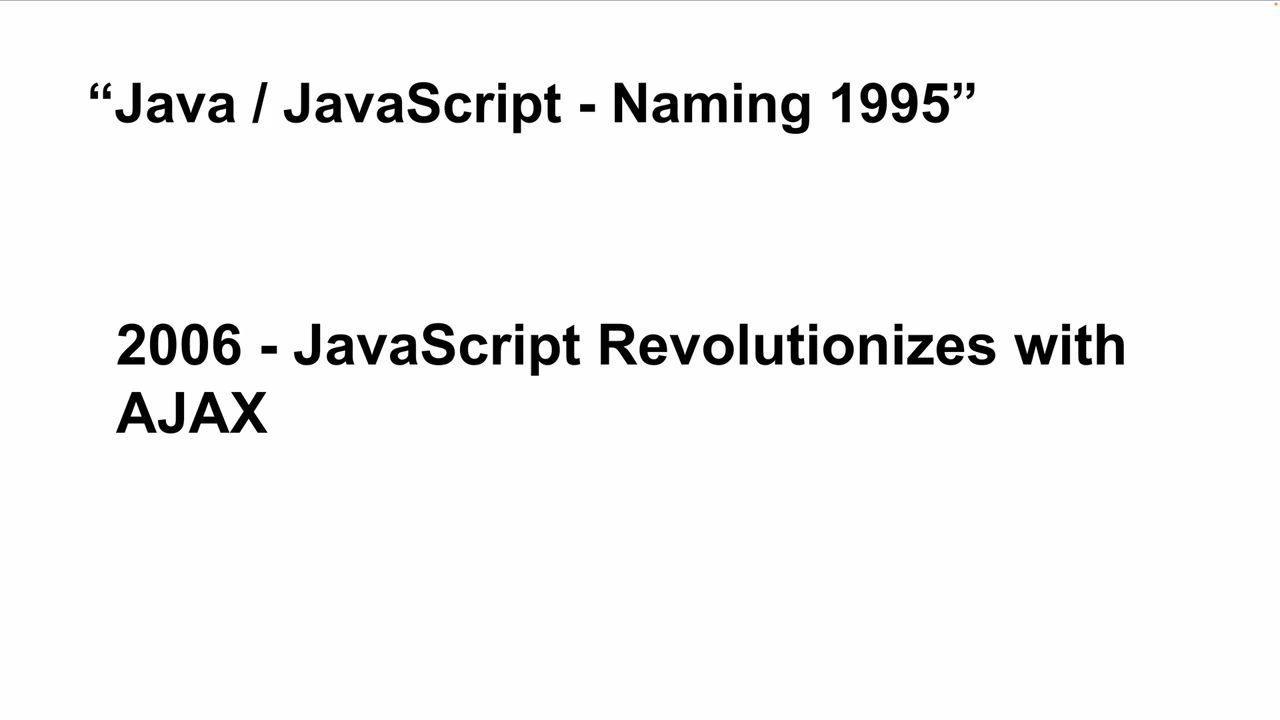 “Java / JavaScript - Naming 1995”
2006 - JavaScript Revolutionizes with
AJAX